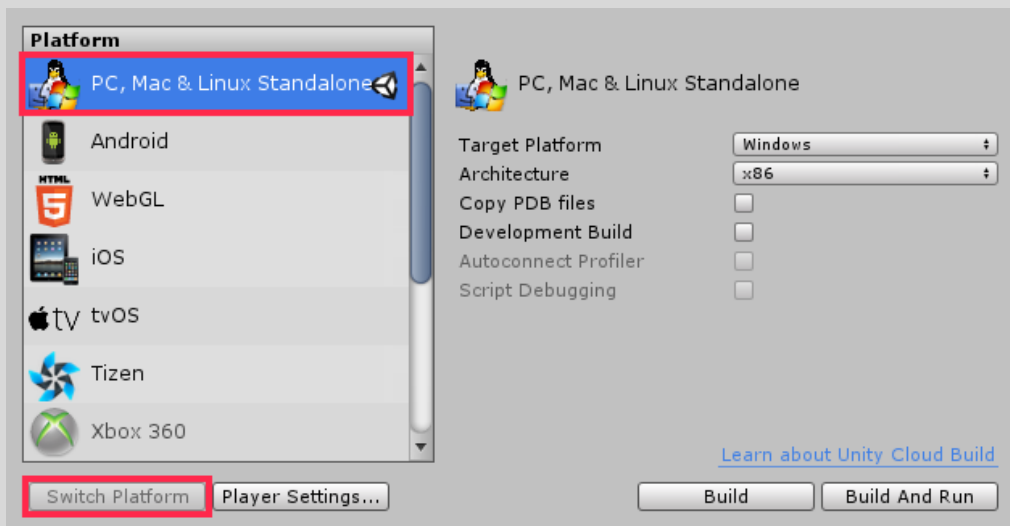 Platform
PC, Mac & Linux Standalone
Android
HTML
5
WebGL
iOS
tv
tvOS
Tizen
Xbox 360
Switch Platform
Player Settings...
PC, Mac & Linux Standalone
Target Platform Windows
Architecture x86
Copy PDB files
Development Build
Autoconnect Profiler
Script Debugging
Learn about Unity Cloud Build
Build
Build And Run